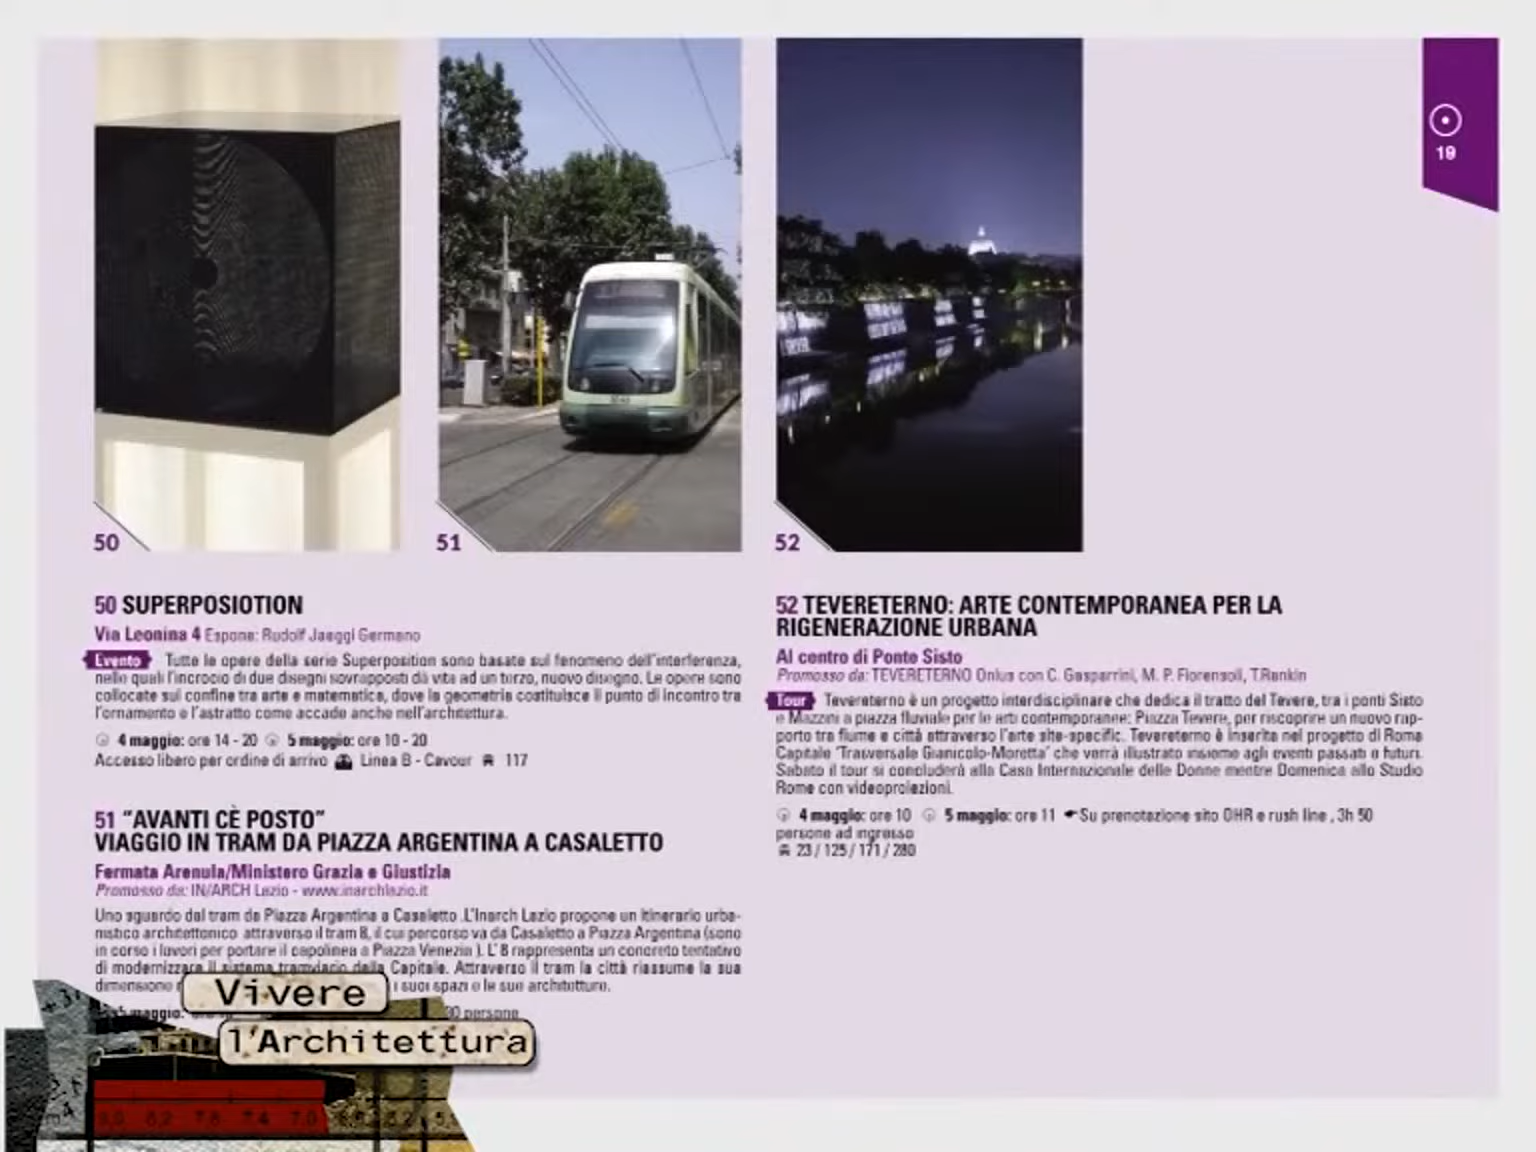 19
50
51
52
50 SUPERPOSIOTION
Via Leonina 4 Espone: Rudolf Jaeggi Germano
Evento Tutte le opere della serie Superposition sono basate sul fenomeno dell'interferenza,
nelle quali l'incrocio di due disegni sovrapposti dà vita ad un terzo, nuovo disegno. Le opere sono
collocate sul confine tra arte e matematica, dove la geometria costituisce il punto di incontro tra
l'ornamento e l'astratto come accade anche nell'architettura.
4 maggio: ore 14 - 20 5 maggio: ore 10 - 20
Accesso libero per ordine di arrivo Linea B - Cavour 117
51 "AVANTI CÈ POSTO"
VIAGGIO IN TRAM DA PIAZZA ARGENTINA A CASALETTO
Fermata Arenula/Ministero Grazia e Giustizia
Promosso da: IN/ARCH Lazio - www.inarchlazio.it
Uno sguardo dal tram da Piazza Argentina a Casaletto .L'Inarch Lazio propone un itinerario urba-
nistico architettonico attraverso il tram 8, il cui percorso va da Casaletto a Piazza Argentina (sono
in corso i lavori per portare il capolinea a Piazza Venezia ). L' 8 rappresenta un concreto tentativo
di modernizzare il sistema tramviario della Capitale. Attraverso il tram la città riassume la sua
dimensione i suoi spazi e le sue architetture.
5 maggio: persone
52 TEVERETERNO: ARTE CONTEMPORANEA PER LA
RIGENERAZIONE URBANA
Al centro di Ponte Sisto
Promosso da: TEVERETERNO Onlus con C. Gasparrini, M. P. Florensoli, T.Rankin
Tour Tevereterno è un progetto interdisciplinare che dedica il tratto del Tevere, tra i ponti Sisto
e Mazzini a piazza fluviale per le arti contemporanee: Piazza Tevere, per riscoprire un nuovo rap-
porto tra fiume e città attraverso l'arte site-specific. Tevereterno è inserita nel progetto di Roma
Capitale 'Trasversale Gianicolo-Moretta' che verrà illustrato insieme agli eventi passati e futuri.
Sabato il tour si concluderà alla Casa Internazionale delle Donne mentre Domenica allo Studio
Rome con videoproiezioni.
4 maggio: ore 10 5 maggio: ore 11 Su prenotazione sito OHR e rush line , 3h 50
persone ad ingresso
23 / 125 / 171 / 280
Vivere
l'Architettura
8,2 7,8 7,4 7,0